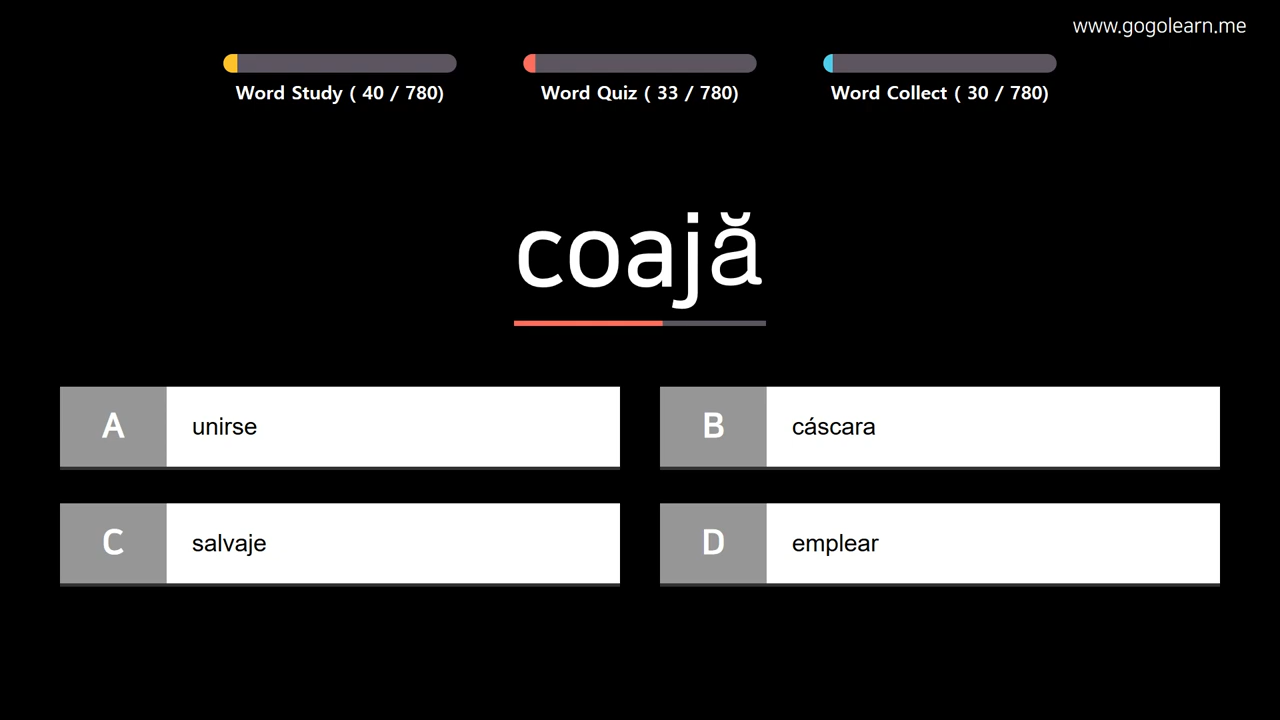 www.gogolearn.me
Word Study ( 40 / 780)
Word Quiz ( 33 / 780)
Word Collect ( 30 / 780)
coajă
A unirse
B cáscara
C salvaje
D emplear